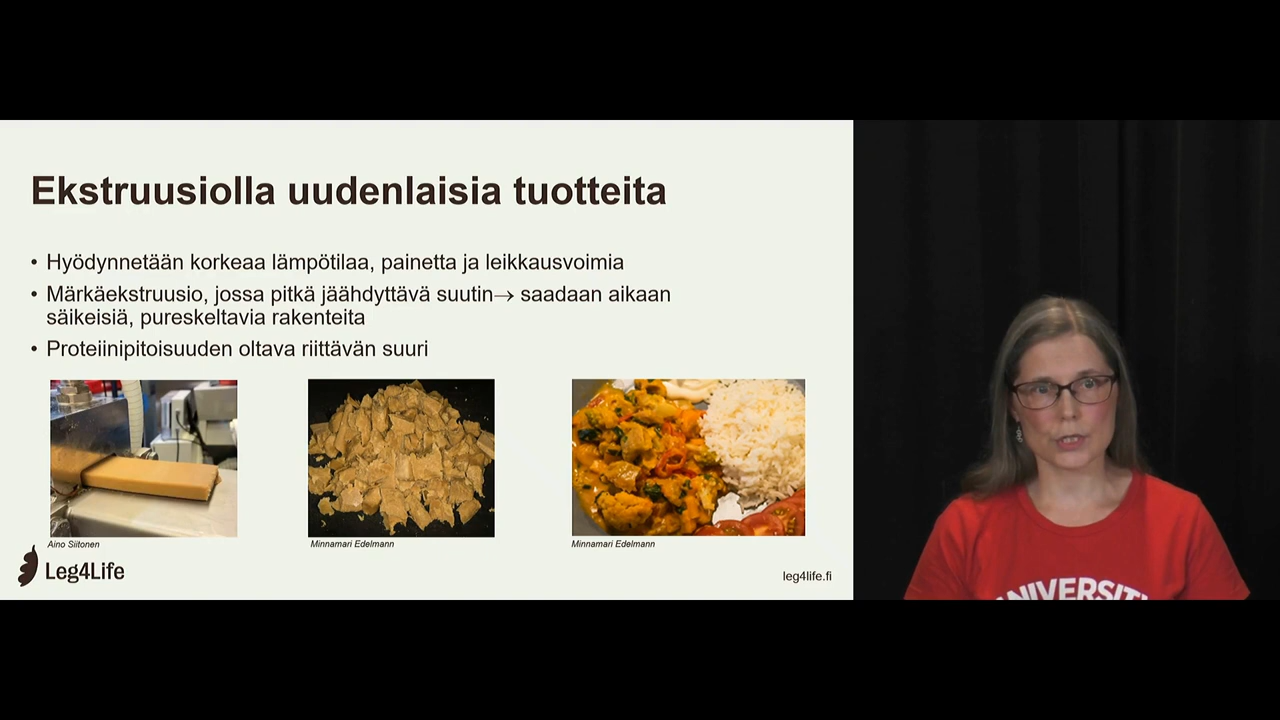 Ekstruusiolla uudenlaisia tuotteita
• Hyödynnetään korkeaa lämpötilaa, painetta ja leikkausvoimia
• Märkäekstruusio, jossa pitkä jäähdyttävä suutin→ saadaan aikaan
säikeisiä, pureskeltavia rakenteita
• Proteiinipitoisuuden oltava riittävän suuri
Aino Siitonen
Minnamari Edelmann
Minnamari Edelmann
Leg4Life
leg4life.fi